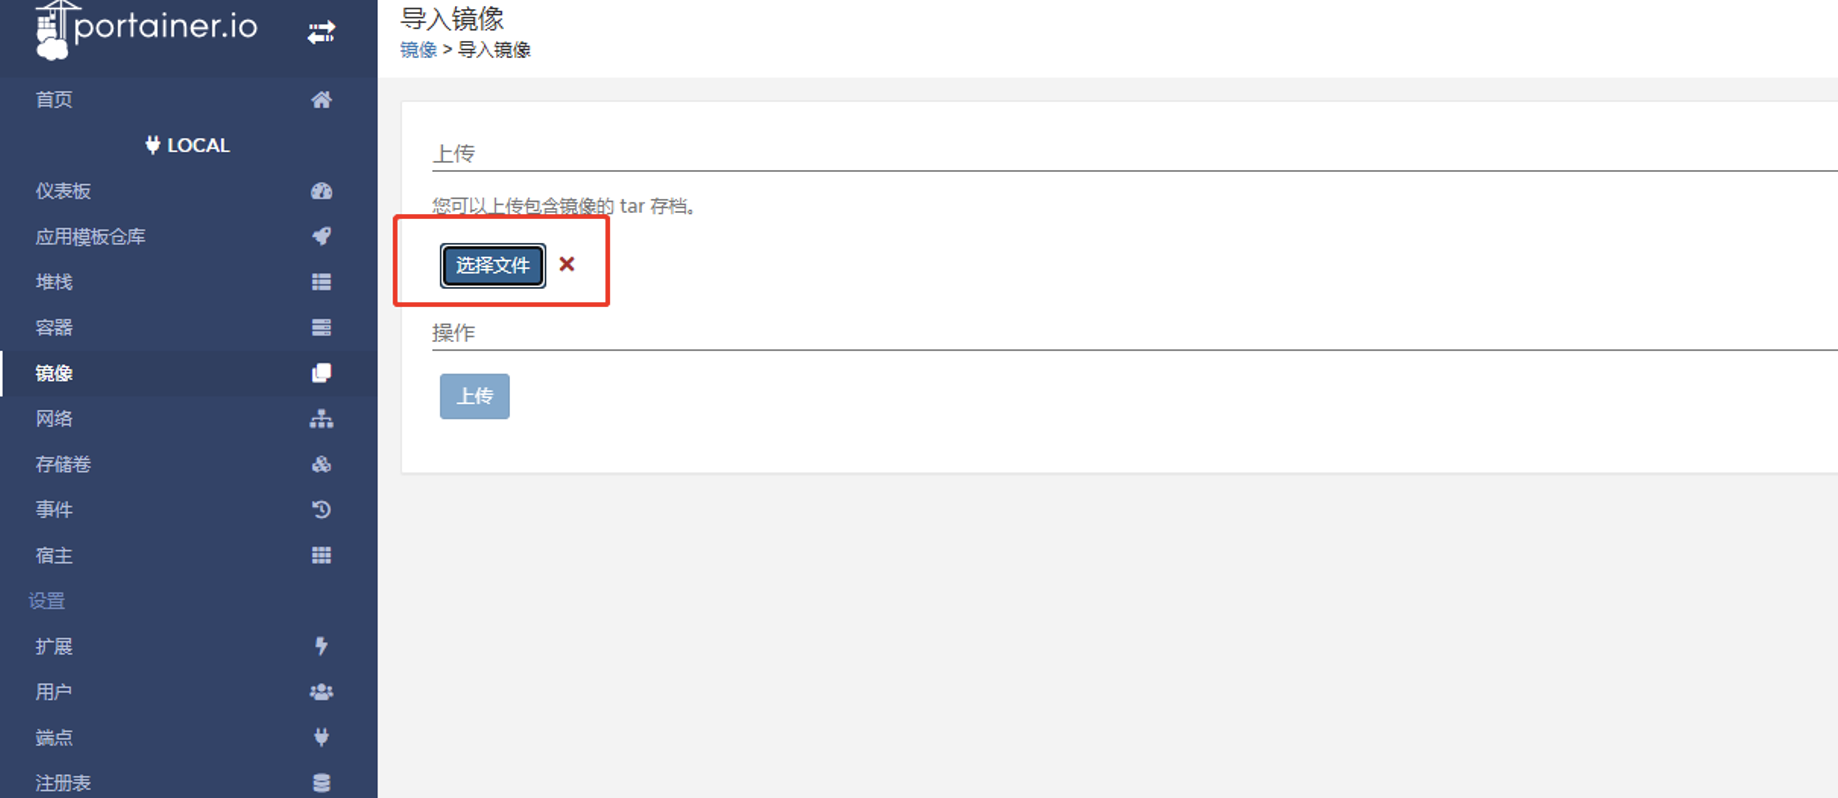 portainer.io
首页
LOCAL
仪表板
应用模板仓库
堆栈
容器
镜像
网络
存储卷
事件
宿主
设置
扩展
用户
端点
注册表
导入镜像
镜像 > 导入镜像
上传
您可以上传包含镜像的 tar 存档。
选择文件
操作
上传